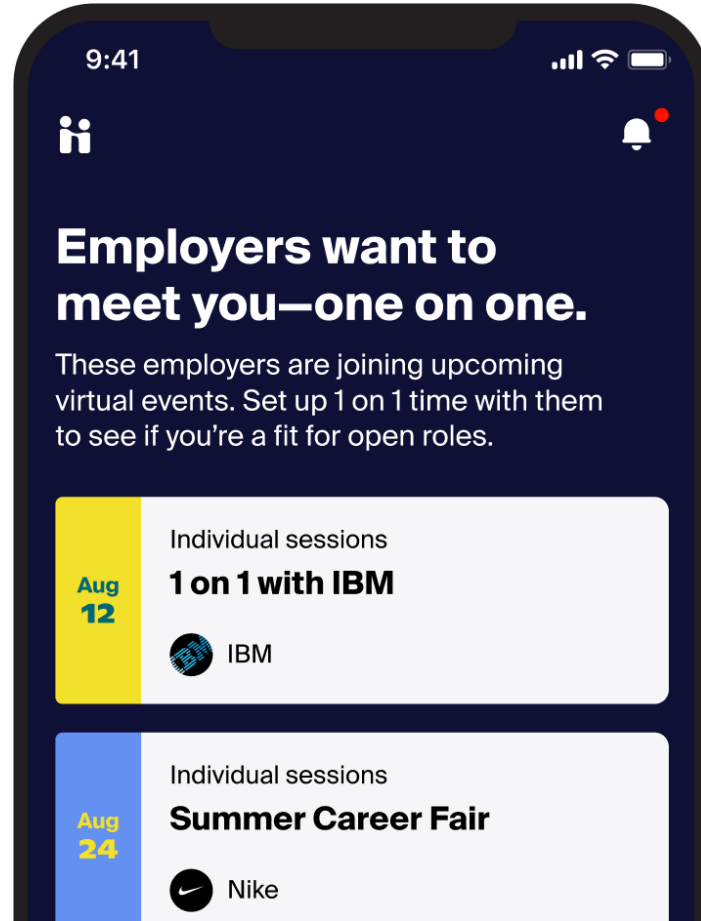 9:41
Employers want to
meet you—one on one.
These employers are joining upcoming
virtual events. Set up 1 on 1 time with them
to see if you’re a fit for open roles.
Aug
12
Individual sessions
1 on 1 with IBM
IBM
IBM
Aug
24
Individual sessions
Summer Career Fair
Nike